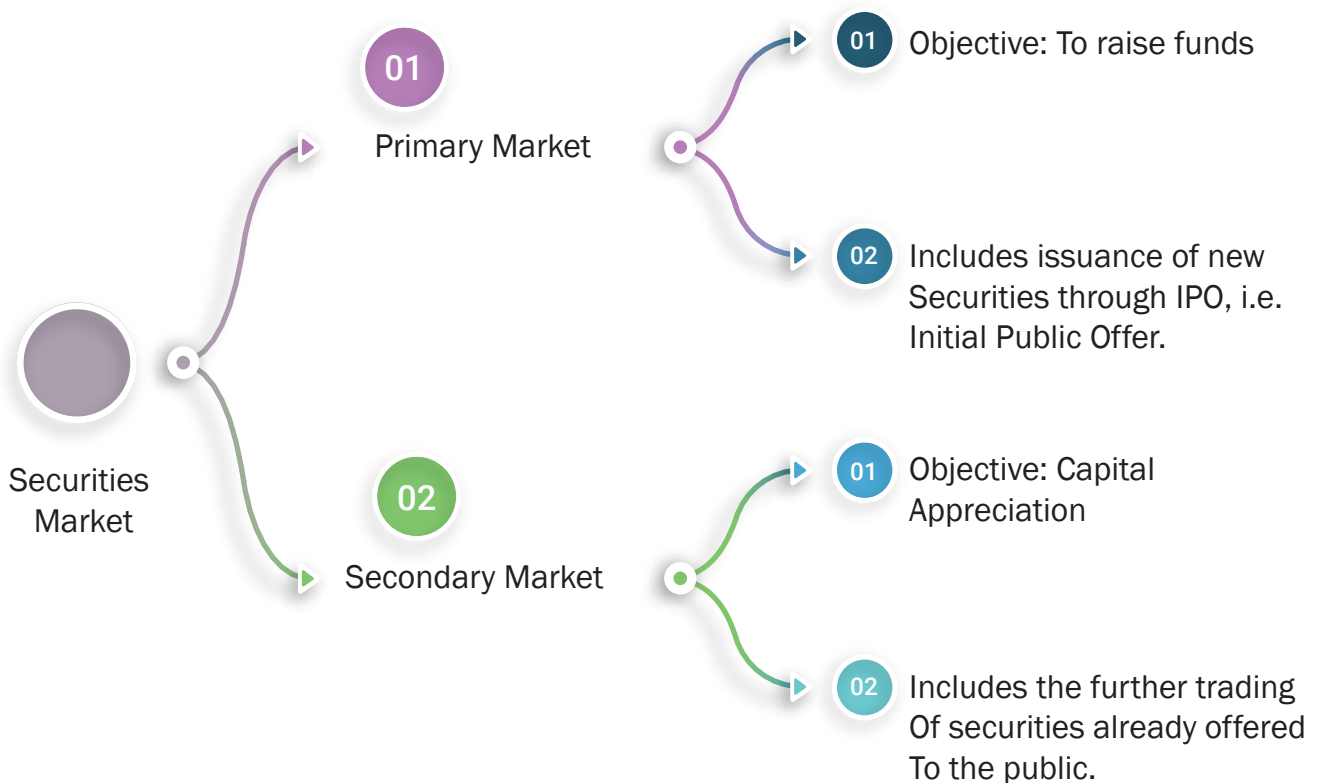 Securities
Market
01
Primary Market
01
Objective: To raise funds
02
Includes issuance of new
Securities through IPO, i.e.
Initial Public Offer.
02
Secondary Market
01
Objective: Capital
Appreciation
02
Includes the further trading
Of securities already offered
To the public.